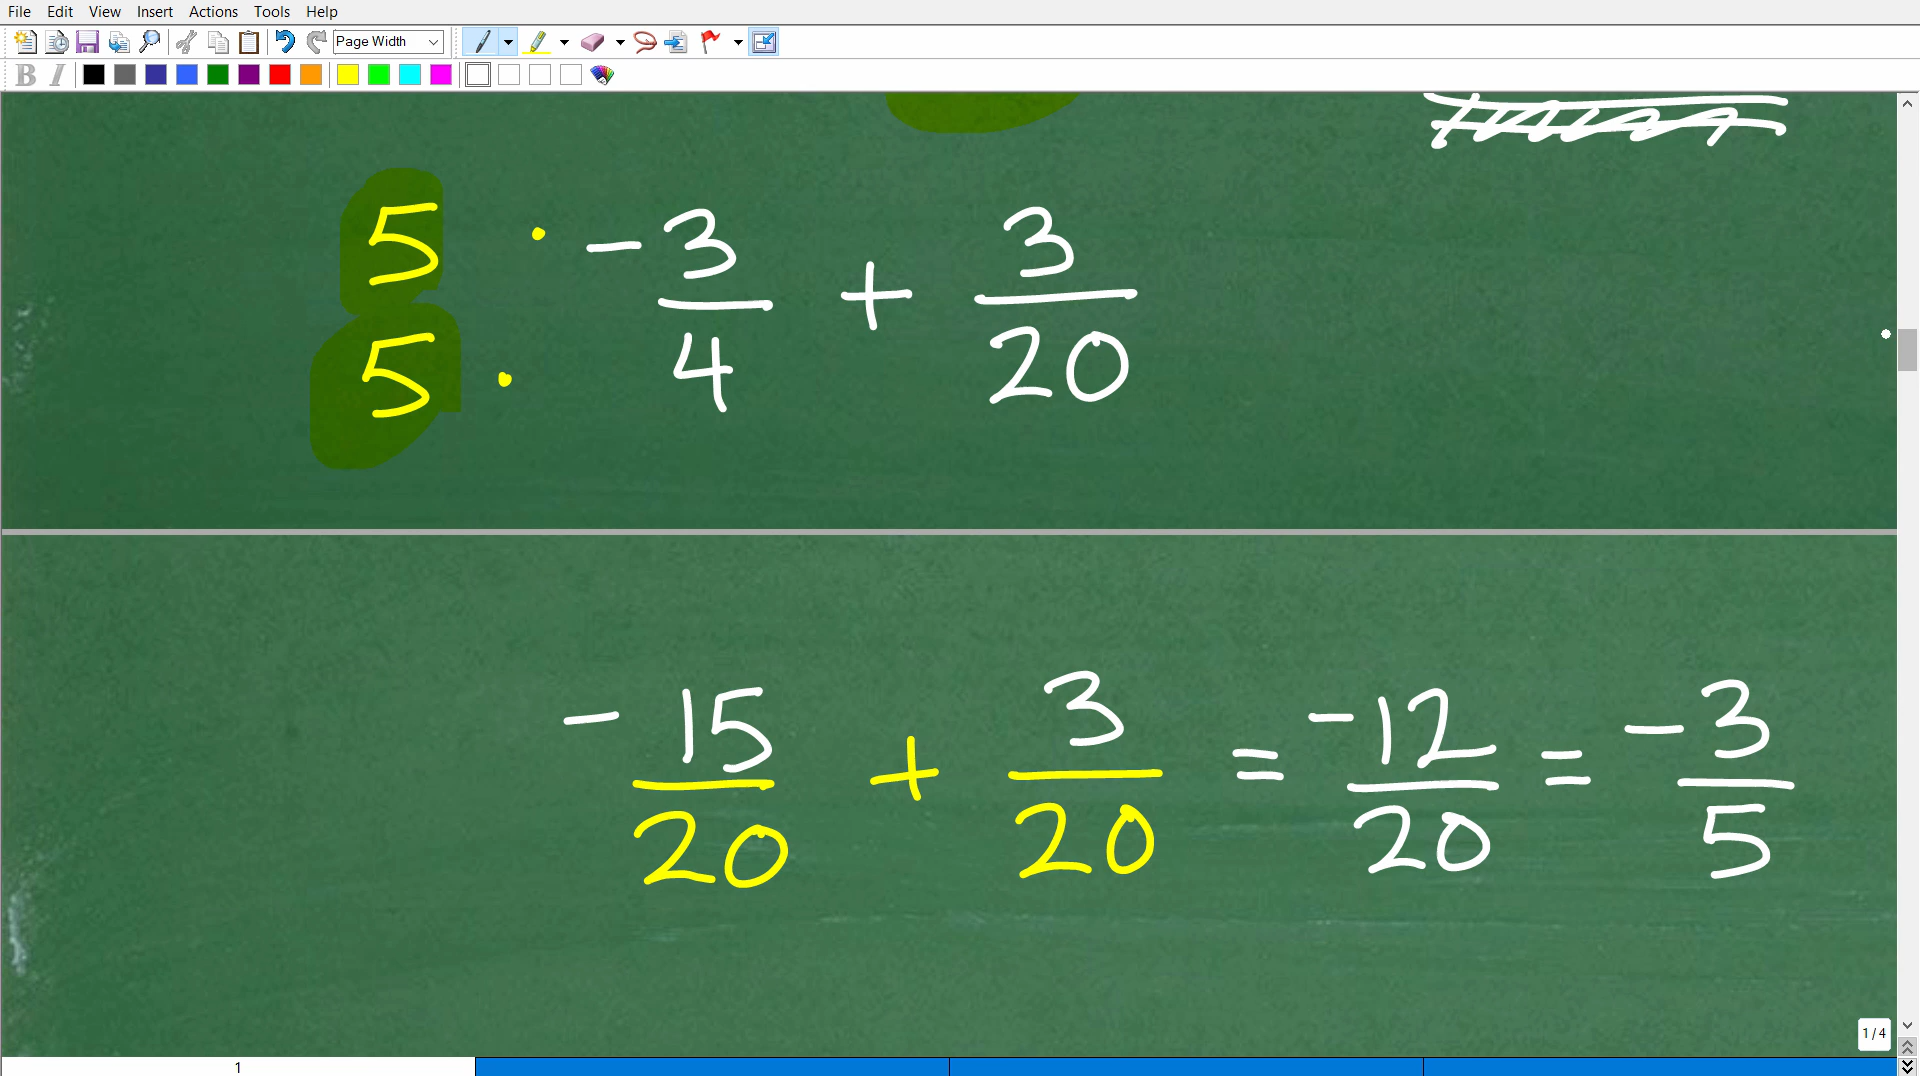 File Edit View Insert Actions Tools Help
Page Width
B I
5 · -3/4 + 3/20
5 ·
-15/20 + 3/20 = -12/20 = -3/5
1 / 4
1